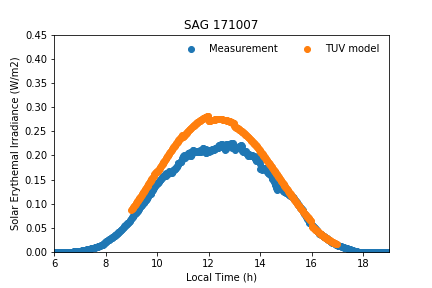 SAG 171007
Measurement
TUV model
Solar Erythemal Irradiance (W/m2)
0.45
0.40
0.35
0.30
0.25
0.20
0.15
0.10
0.05
0.00
6 8 10 12 14 16 18
Local Time (h)